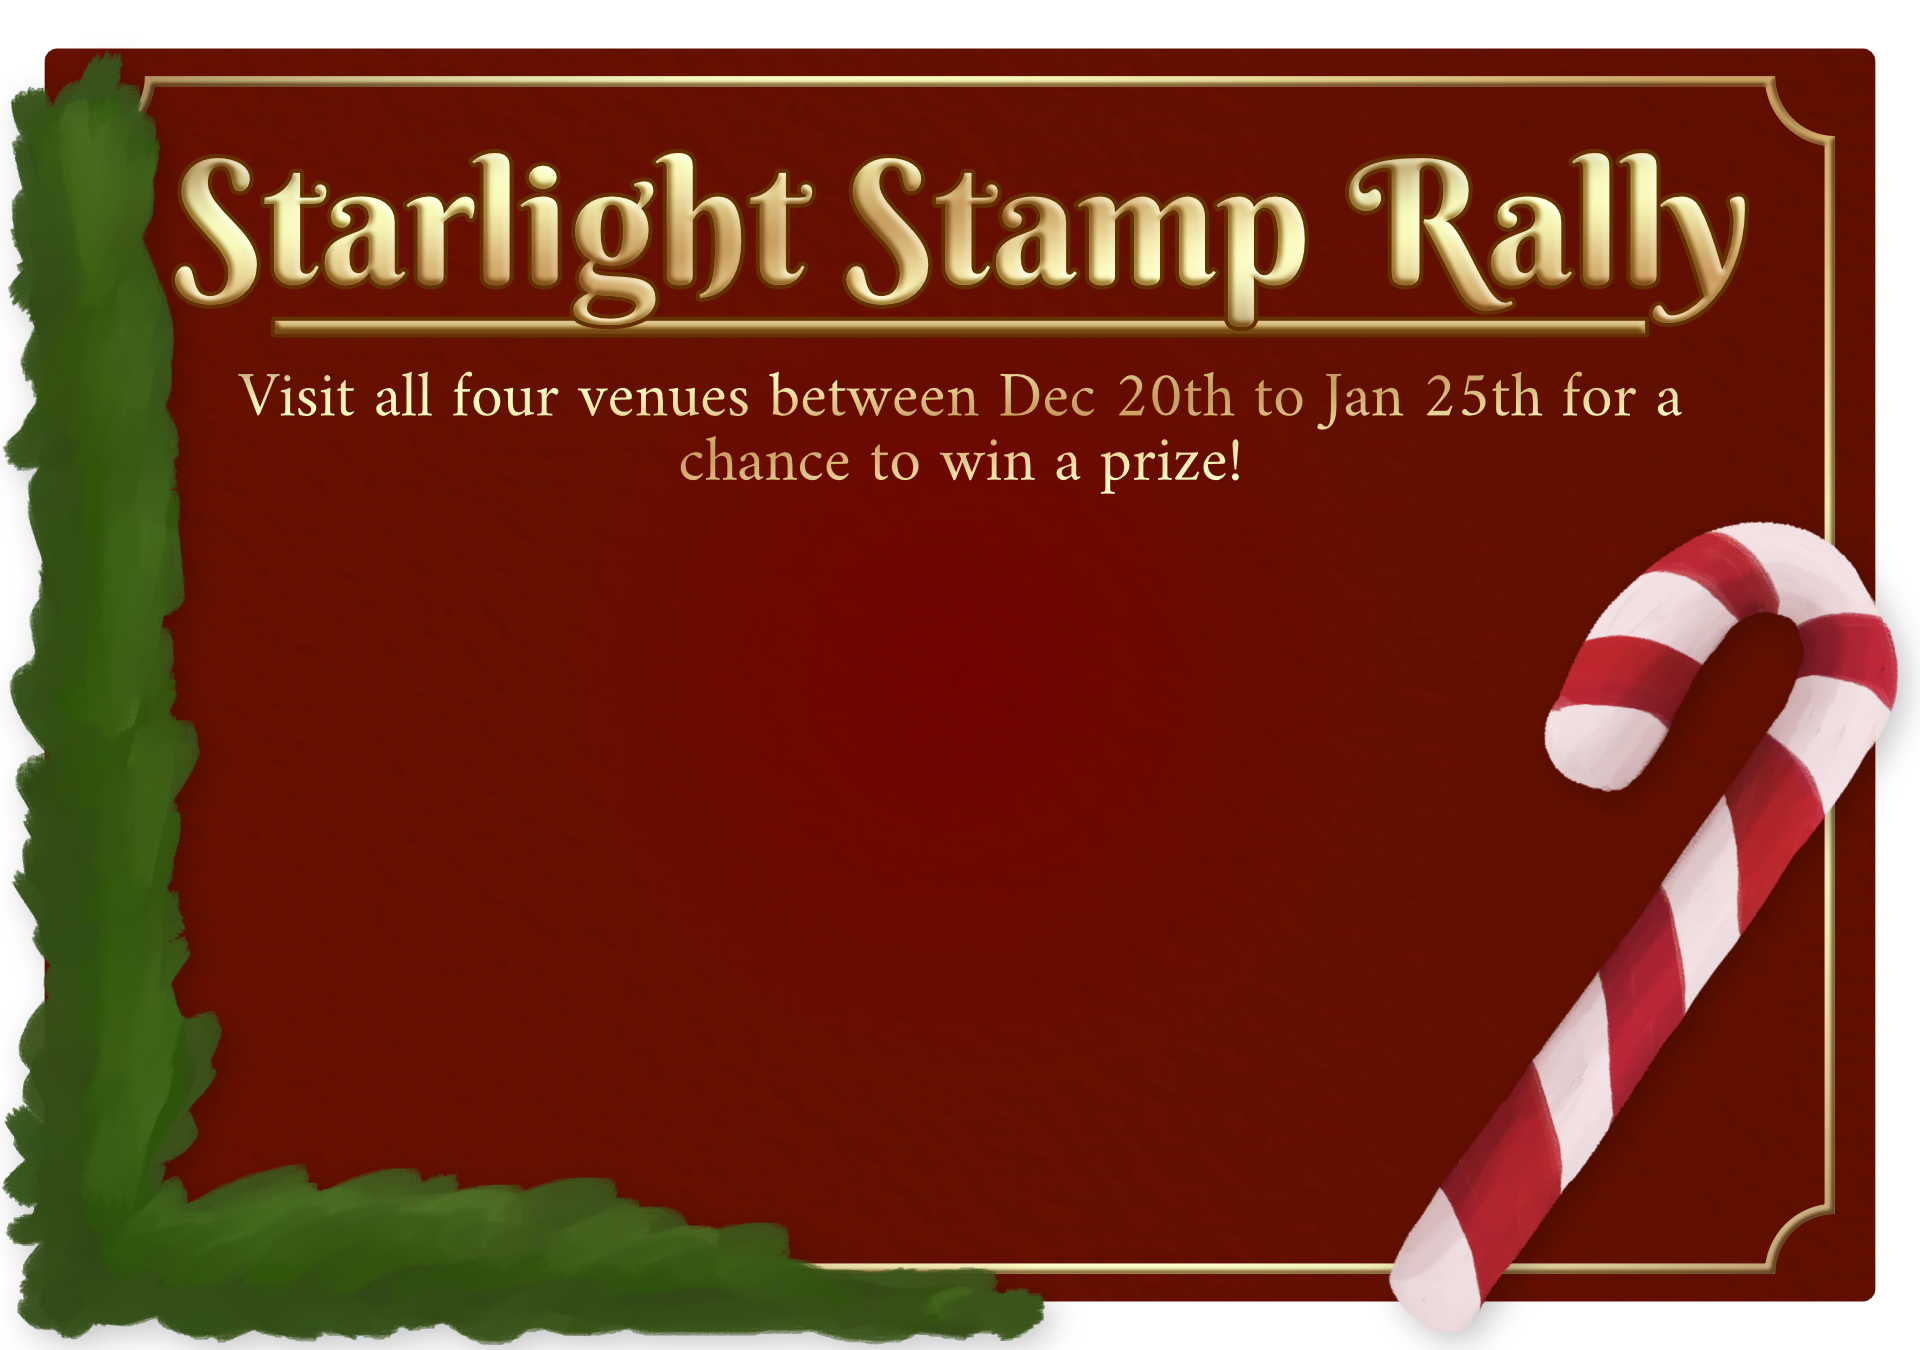 Starlight Stamp Rally
Visit all four venues between Dec 20th to Jan 25th for a
chance to win a prize!